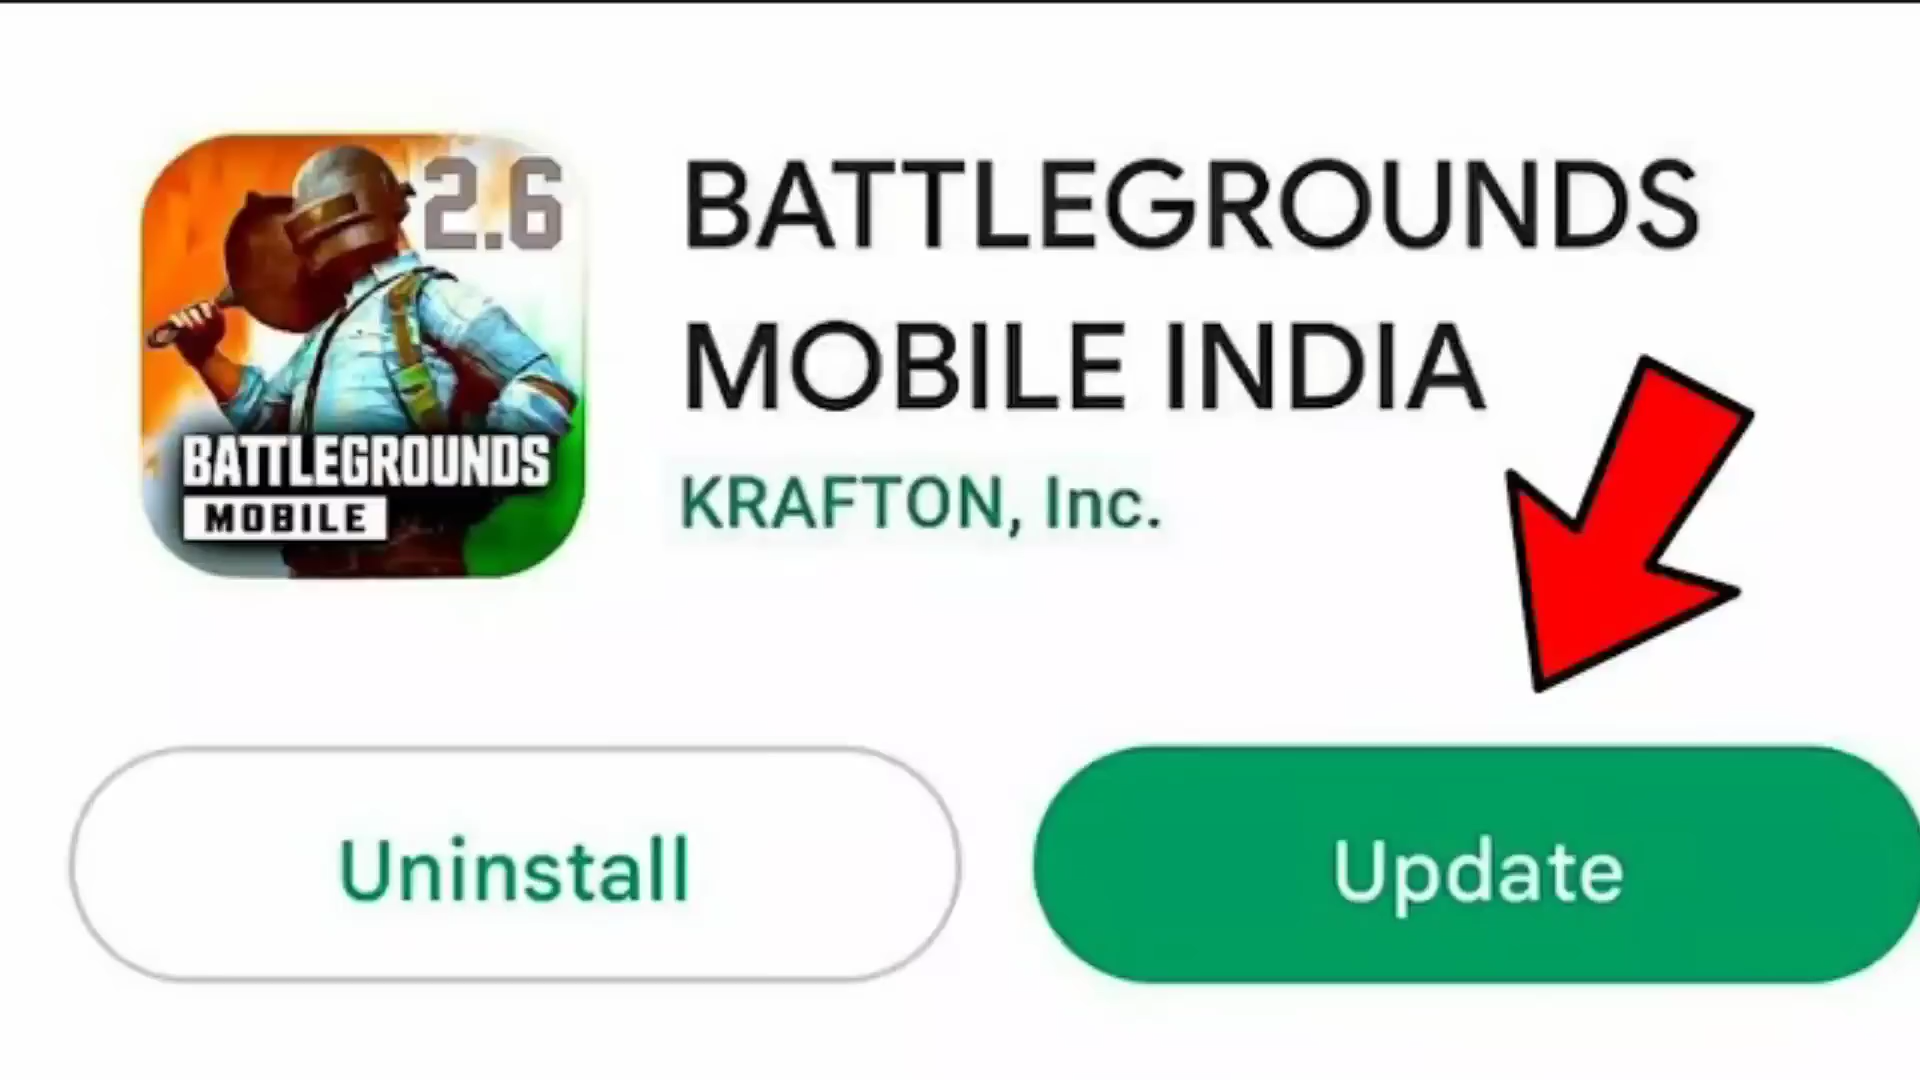 2.6
BATTLEGROUNDS
MOBILE
BATTLEGROUNDS
MOBILE INDIA
KRAFTON, Inc.
Uninstall
Update